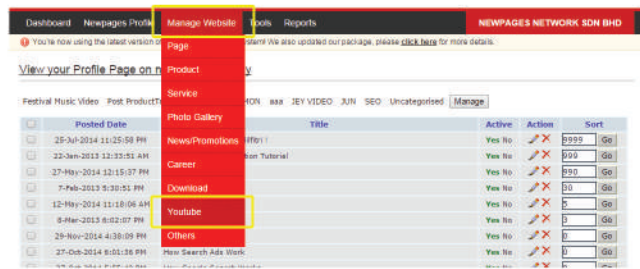 Dashboard Newpages Profile Manage Website Tools Reports NEWPAGES NETWORK SDN BHD
You're now using the latest version of system! We also updated our package, please click here for more details.
Page
View your Profile Page on
Product
Service
Festival Music Video Post ON aaa JEY VIDEO JUN SEO Uncategorised Manage
Photo Gallery
Posted Date Title Active Action Sort
News/Promotions
25-Jul-2014 11:25:58 PM Yes No 9999 Go
22-Jan-2013 12:33:51 AM Tutorial Yes No 999 Go
Career
27-May-2014 12:15:37 PM Yes No 990 Go
Download
7-Feb-2013 5:30:51 PM Yes No 30 Go
12-May-2014 11:18:06 AM Yes No 5 Go
Youtube
8-Mar-2013 6:02:07 PM Yes No 3 Go
Others
29-Nov-2014 4:38:09 PM Yes No 0 Go
27-Oct-2014 6:01:36 PM How Search Ads Work Yes No 0 Go